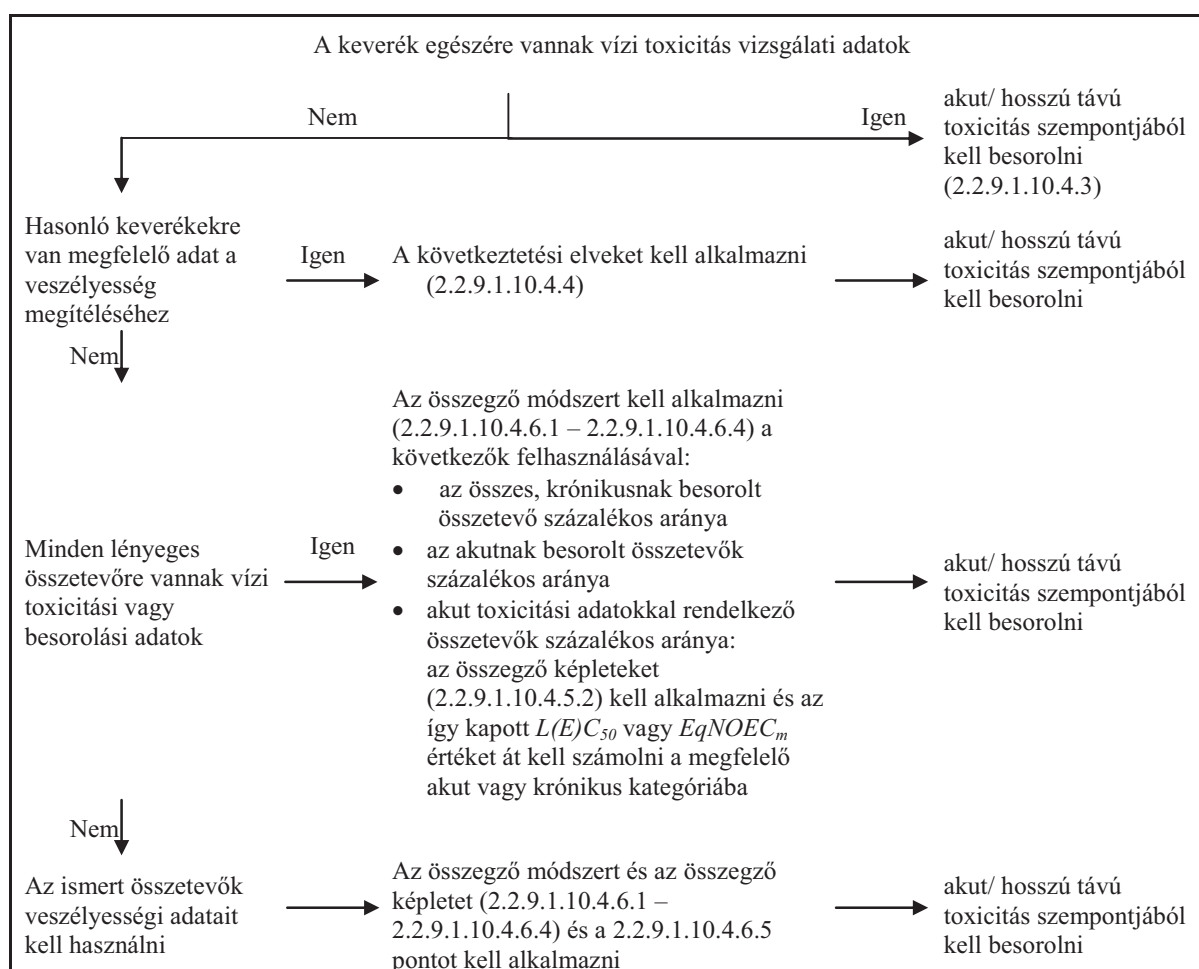 A keverék egészére vannak vízi toxicitás vizsgálati adatok
Nem
Igen
akut/ hosszú távú
toxicitás szempontjából
kell besorolni
(2.2.9.1.10.4.3)
Hasonló keverékekre
van megfelelő adat a
veszélyesség
megítéléséhez
Igen
A következtetési elveket kell alkalmazni
(2.2.9.1.10.4.4)
akut/ hosszú távú
toxicitás szempontjából
kell besorolni
Nem
Minden lényeges
összetevőre vannak vízi
toxicitási vagy
besorolási adatok
Igen
Az összegző módszert kell alkalmazni
(2.2.9.1.10.4.6.1 – 2.2.9.1.10.4.6.4) a
következők felhasználásával:
• az összes, krónikusnak besorolt
összetevő százalékos aránya
• az akutnak besorolt összetevők
százalékos aránya
• akut toxicitási adatokkal rendelkező
összetevők százalékos aránya:
az összegző képleteket
(2.2.9.1.10.4.5.2) kell alkalmazni és az
így kapott L(E)C50 vagy EqNOECm
értéket át kell számolni a megfelelő
akut vagy krónikus kategóriába
akut/ hosszú távú
toxicitás szempontjából
kell besorolni
Nem
Az ismert összetevők
veszélyességi adatait
kell használni
Az összegző módszert és az összegző
képletet (2.2.9.1.10.4.6.1 –
2.2.9.1.10.4.6.4) és a 2.2.9.1.10.4.6.5
pontot kell alkalmazni
akut/ hosszú távú
toxicitás szempontjából
kell besorolni